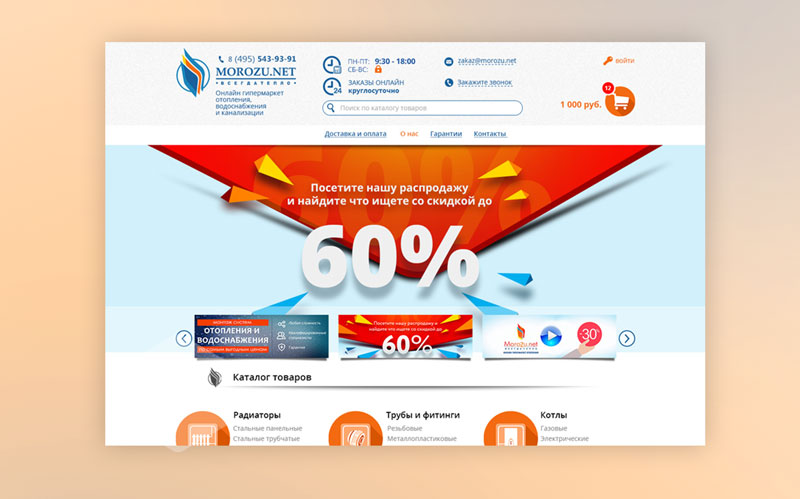 8 (495) 543-93-91
MOROZU.NET
ВСЕГДАТЕПЛО
Онлайн гипермаркет
отопления,
водоснабжения
и канализации
ПН-ПТ: 9:30 - 18:00
СБ-ВС:
24
ЗАКАЗЫ ОНЛАЙН
круглосуточно
zakaz@morozu.net
Закажите звонок
войти
1 000 руб.
12
Поиск по каталогу товаров
Доставка и оплата О нас Гарантии Контакты
60%
Посетите нашу распродажу
и найдите что ищете со скидкой до
60%
МОНТАЖ СИСТЕМ
ОТОПЛЕНИЯ И
ВОДОСНАБЖЕНИЯ
Гарантия
Посетите нашу распродажу и
найдите что ищете со скидкой до
60%
MoroZu.net
-30%
Каталог товаров
Радиаторы
Стальные панельные
Стальные трубчатые
Трубы и фитинги
Резьбовые
Металлопластиковые
Котлы
Газовые
Электрические